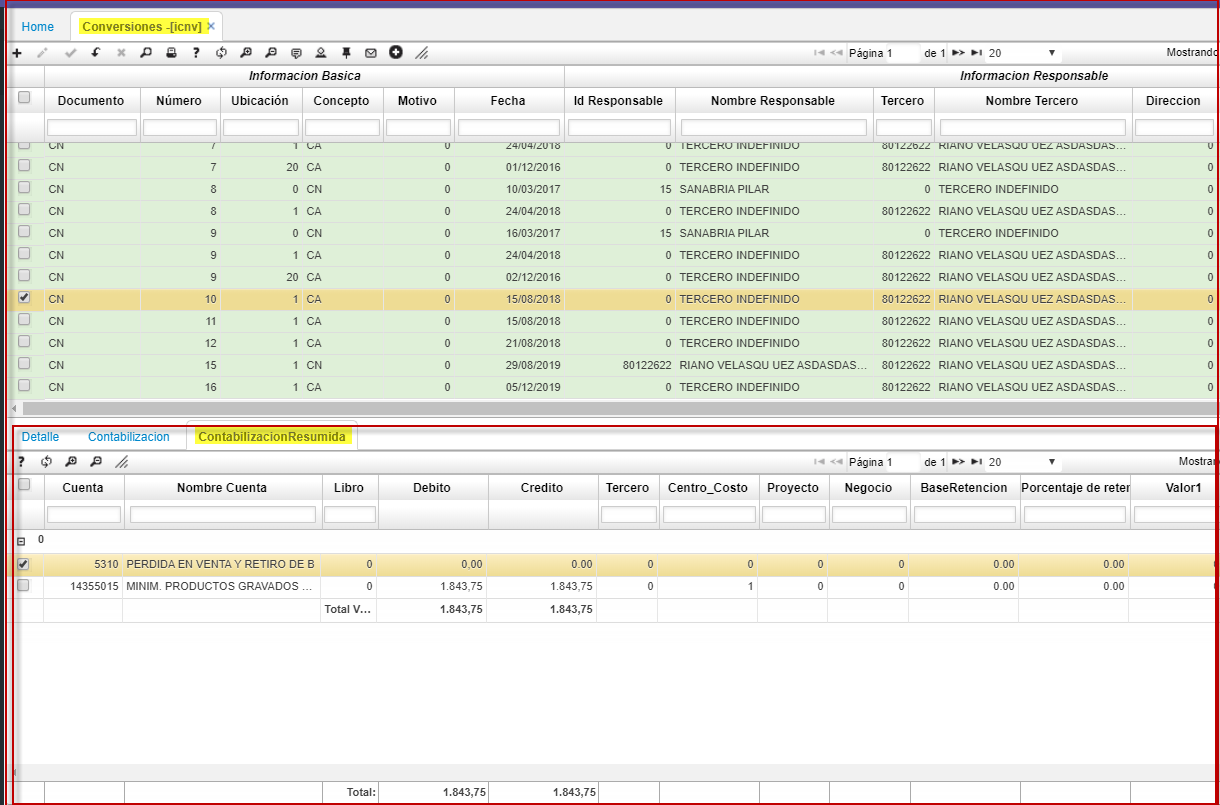 Home Conversiones -[icnv] ×
Página 1 de 1 20 Mostrando
Informacion Basica Informacion Responsable
Documento Número Ubicación Concepto Motivo Fecha Id Responsable Nombre Responsable Tercero Nombre Tercero Direccion
CN 7 1 CA 0 24/04/2018 0 TERCERO INDEFINIDO 80122622 RIANO VELASQU UEZ ASDASDAS... 0
CN 7 20 CA 0 01/12/2016 0 TERCERO INDEFINIDO 80122622 RIANO VELASQU UEZ ASDASDAS... 0
CN 8 0 CN 0 10/03/2017 15 SANABRIA PILAR 0 TERCERO INDEFINIDO 0
CN 8 1 CA 0 24/04/2018 0 TERCERO INDEFINIDO 80122622 RIANO VELASQU UEZ ASDASDAS... 0
CN 9 0 CN 0 16/03/2017 15 SANABRIA PILAR 0 TERCERO INDEFINIDO 0
CN 9 1 CA 0 24/04/2018 0 TERCERO INDEFINIDO 80122622 RIANO VELASQU UEZ ASDASDAS... 0
CN 9 20 CA 0 02/12/2016 0 TERCERO INDEFINIDO 80122622 RIANO VELASQU UEZ ASDASDAS... 0
CN 10 1 CA 0 15/08/2018 0 TERCERO INDEFINIDO 80122622 RIANO VELASQU UEZ ASDASDAS... 0
CN 11 1 CA 0 15/08/2018 0 TERCERO INDEFINIDO 80122622 RIANO VELASQU UEZ ASDASDAS... 0
CN 12 1 CA 0 21/08/2018 0 TERCERO INDEFINIDO 80122622 RIANO VELASQU UEZ ASDASDAS... 0
CN 15 1 CN 0 29/08/2019 80122622 RIANO VELASQU UEZ ASDASDAS... 80122622 RIANO VELASQU UEZ ASDASDAS... 0
CN 16 1 CA 0 05/12/2019 0 TERCERO INDEFINIDO 80122622 RIANO VELASQU UEZ ASDASDAS... 0
Detalle Contabilizacion ContabilizacionResumida
Página 1 de 1 20 Mostrar
Cuenta Nombre Cuenta Libro Debito Credito Tercero Centro_Costo Proyecto Negocio BaseRetencion Porcentaje de reter Valor1
0
5310 PERDIDA EN VENTA Y RETIRO DE B 0 0.00 0.00 0 0 0 0 0.00 0.00 0
14355015 MINIM. PRODUCTOS GRAVADOS ... 0 1.843,75 1.843,75 0 1 0 0 0.00 0.00 0
Total V... 1.843,75 1.843,75
Total: 1.843,75 1.843,75